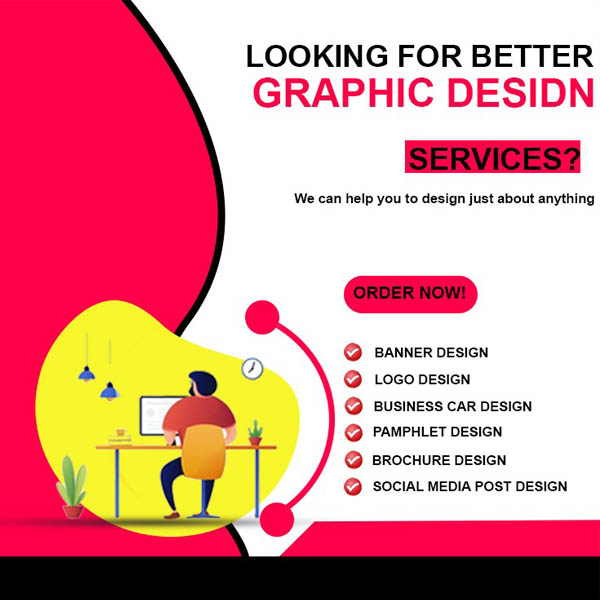 LOOKING FOR BETTER
GRAPHIC DESIDN
SERVICES?
We can help you to design just about anything
ORDER NOW!
BANNER DESIGN
LOGO DESIGN
BUSINESS CAR DESIGN
PAMPHLET DESIGN
BROCHURE DESIGN
SOCIAL MEDIA POST DESIGN